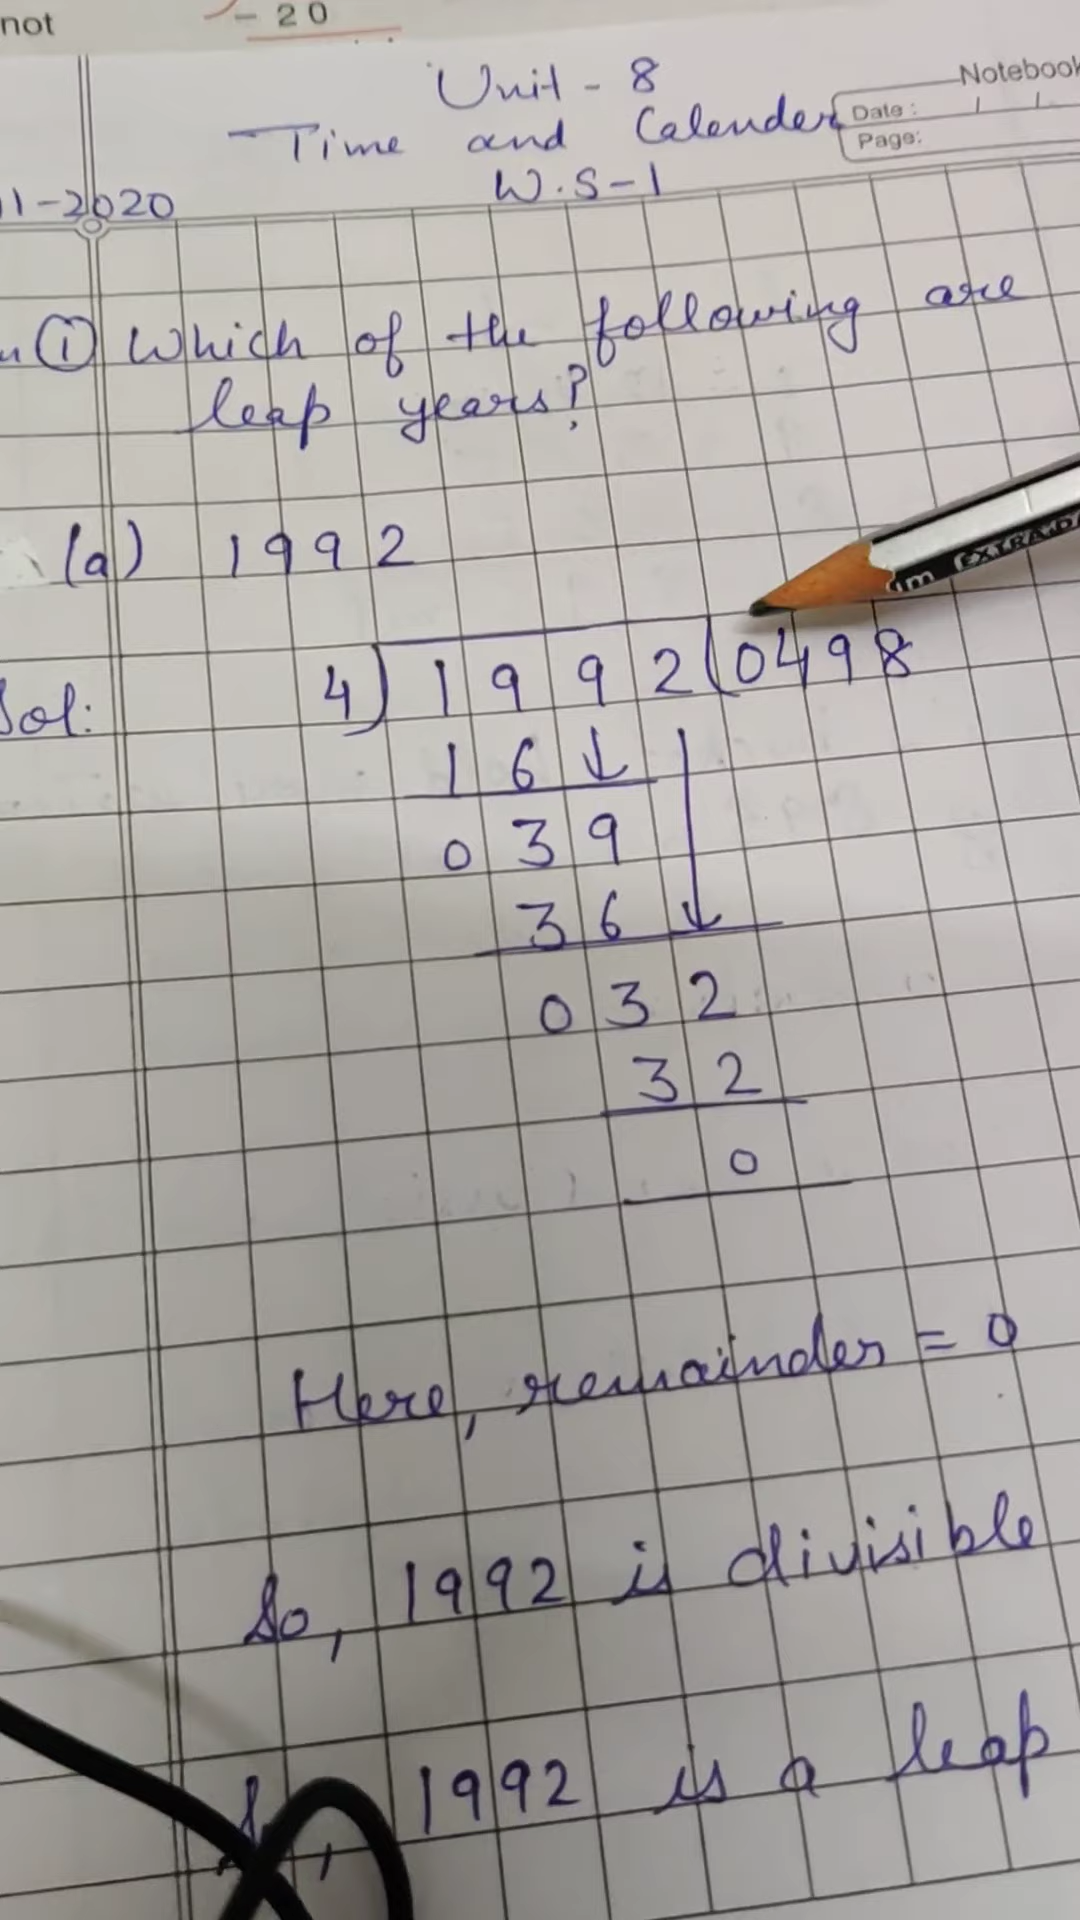 not
- 20
Unit - 8
Notebook
Time and Calender
Date : / /
Page:
W.S-1
11-2020
(i) Which of the following are
leap years?
(a) 1992
EXTRA D
Sol: 4)1992(0498
16↓
039
36↓
032
32
0
Here, remainder = 0
So, 1992 is divisible
1992 is a leap